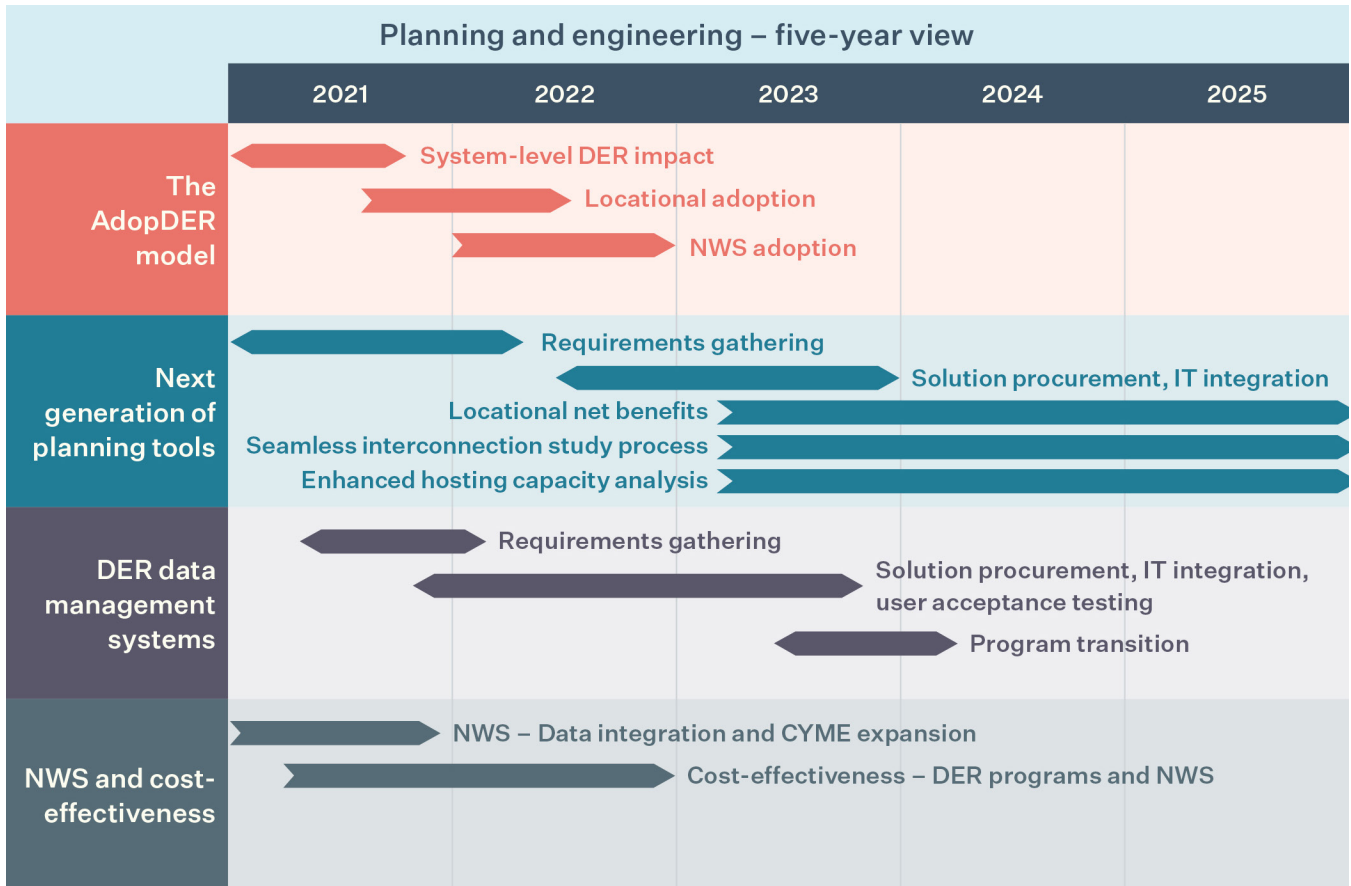 Planning and engineering – five-year view
2021 2022 2023 2024 2025
The
AdopDER
model
System-level DER impact
Locational adoption
NWS adoption
Next
generation of
planning tools
Requirements gathering
Solution procurement, IT integration
Locational net benefits
Seamless interconnection study process
Enhanced hosting capacity analysis
DER data
management
systems
Requirements gathering
Solution procurement, IT integration,
user acceptance testing
Program transition
NWS and cost-
effectiveness
NWS – Data integration and CYME expansion
Cost-effectiveness – DER programs and NWS